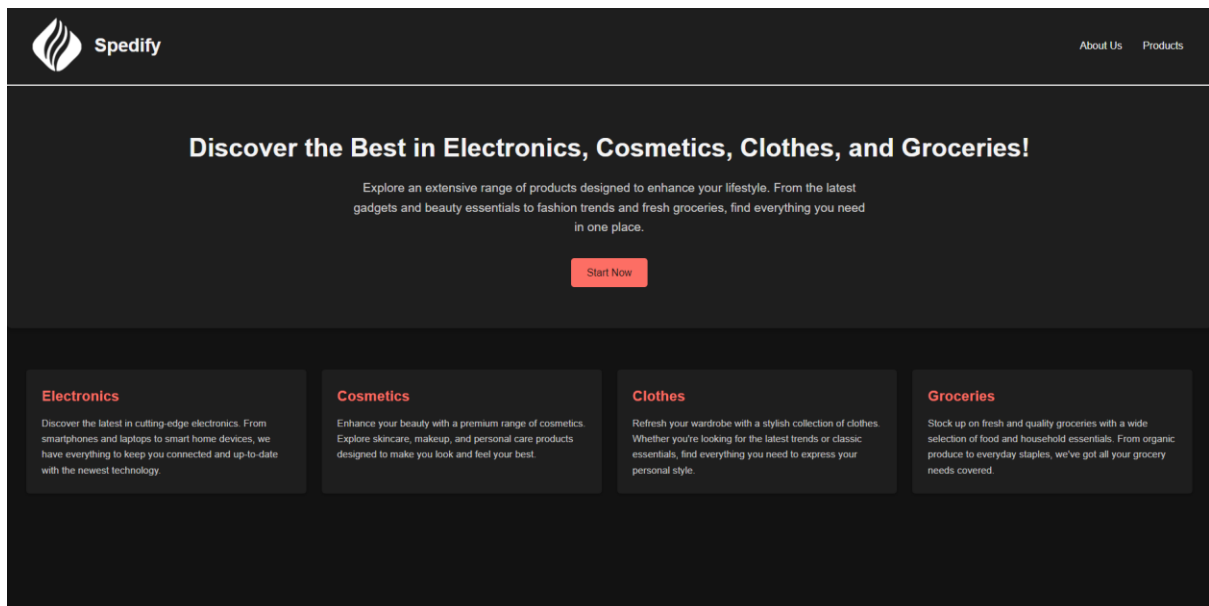 Spedify
About Us Products
Discover the Best in Electronics, Cosmetics, Clothes, and Groceries!
Explore an extensive range of products designed to enhance your lifestyle. From the latest
gadgets and beauty essentials to fashion trends and fresh groceries, find everything you need
in one place.
Start Now
Electronics
Discover the latest in cutting-edge electronics. From
smartphones and laptops to smart home devices, we
have everything to keep you connected and up-to-date
with the newest technology.
Cosmetics
Enhance your beauty with a premium range of cosmetics.
Explore skincare, makeup, and personal care products
designed to make you look and feel your best.
Clothes
Refresh your wardrobe with a stylish collection of clothes.
Whether you're looking for the latest trends or classic
essentials, find everything you need to express your
personal style.
Groceries
Stock up on fresh and quality groceries with a wide
selection of food and household essentials. From organic
produce to everyday staples, we've got all your grocery
needs covered.